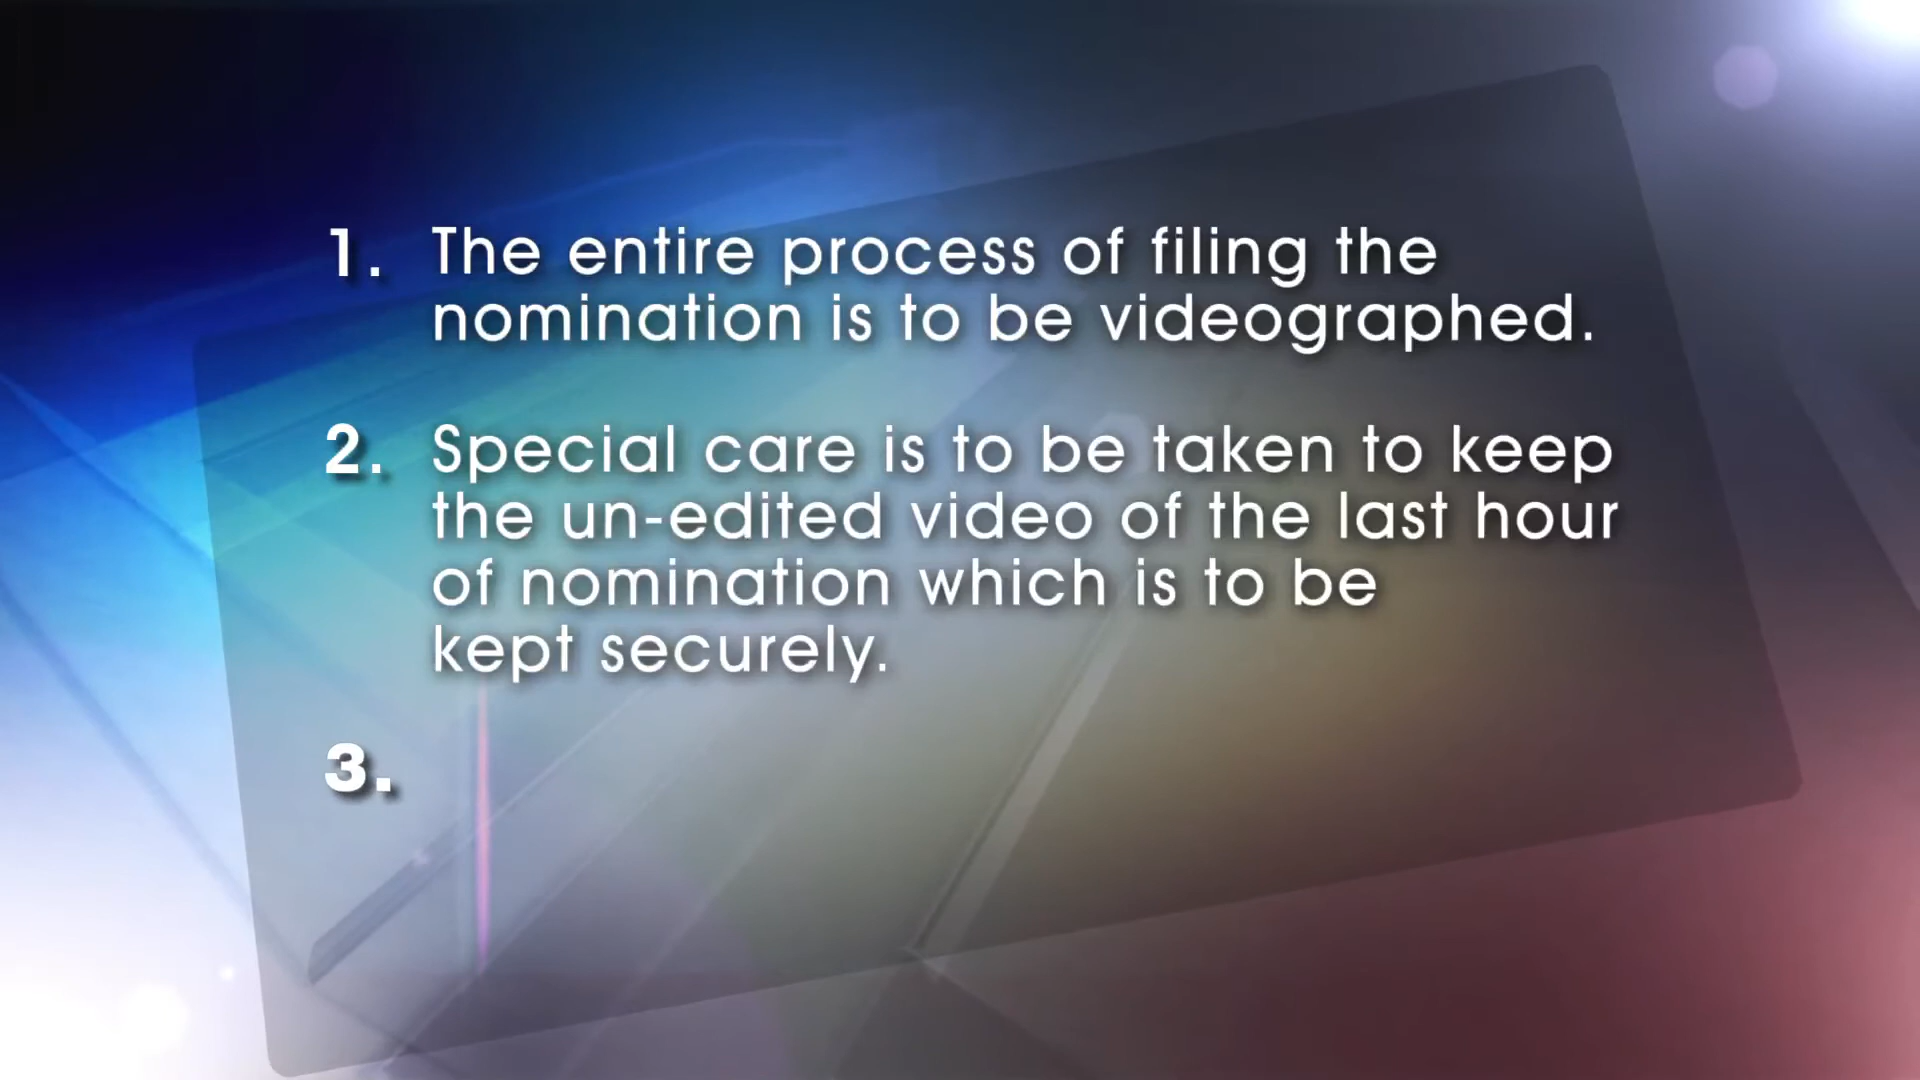 1. The entire process of filing the
nomination is to be videographed.
2. Special care is to be taken to keep
the un-edited video of the last hour
of nomination which is to be
kept securely.
3.